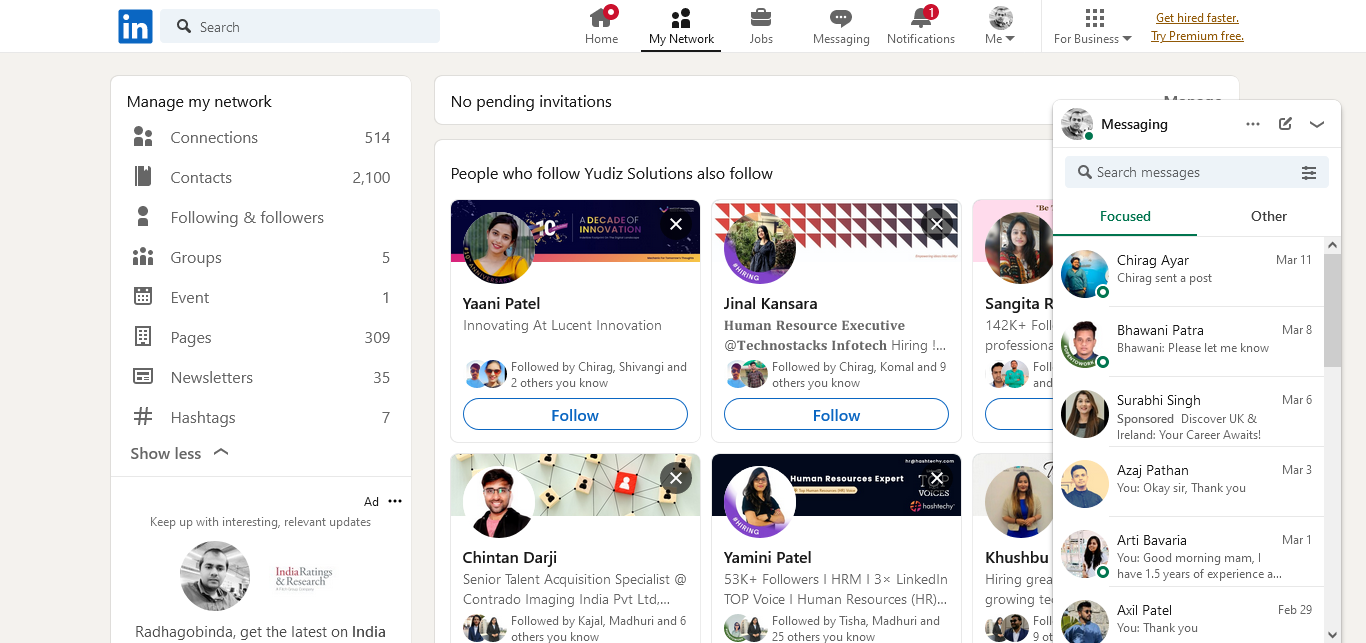 in
Search
Home
My Network
Jobs
Messaging
1
Notifications
Me
For Business
Get hired faster.
Try Premium free.
Manage my network
Connections 514
Contacts 2,100
Following & followers
Groups 5
Event 1
Pages 309
Newsletters 35
Hashtags 7
Show less
Ad
Keep up with interesting, relevant updates
IndiaRatings
& Research
Radhagobinda, get the latest on India
No pending invitations
Manage
People who follow Yudiz Solutions also follow
A DECADE OF
INNOVATION
Yaani Patel
Innovating At Lucent Innovation
Followed by Chirag, Shivangi and
2 others you know
Follow
#HIRING
Jinal Kansara
Human Resource Executive
@Technostacks Infotech Hiring !...
Followed by Chirag, Komal and 9
others you know
Follow
"Be
Sangita R
142K+ Foll
professiona
Foll
and
Chintan Darji
Senior Talent Acquisition Specialist @
Contrado Imaging India Pvt Ltd,...
Followed by Kajal, Madhuri and 6
others you know
hr@hashtechy.com
Human Resources Expert
TOP
VOICES
hashtechy
#HIRING
Yamini Patel
53K+ Followers I HRM I 3× LinkedIn
TOP Voice I Human Resources (HR)...
Followed by Tisha, Madhuri and
25 others you know
Khushbu
Hiring grea
growing te
Foll
9 ot
Messaging
Search messages
Focused
Other
Chirag Ayar Mar 11
Chirag sent a post
#OPENTOWORK
Bhawani Patra Mar 8
Bhawani: Please let me know
Surabhi Singh Mar 6
Sponsored Discover UK &
Ireland: Your Career Awaits!
Azaj Pathan Mar 3
You: Okay sir, Thank you
Arti Bavaria Mar 1
You: Good morning mam, I
have 1.5 years of experience a...
Axil Patel Feb 29
You: Thank you